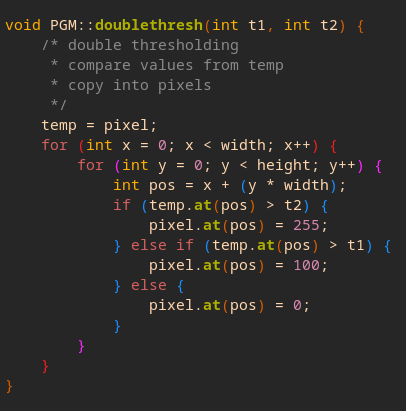 void PGM::doublethresh(int t1, int t2) {
    /* double thresholding
     * compare values from temp
     * copy into pixels
     */
    temp = pixel;
    for (int x = 0; x < width; x++) {
        for (int y = 0; y < height; y++) {
            int pos = x + (y * width);
            if (temp.at(pos) > t2) {
                pixel.at(pos) = 255;
            } else if (temp.at(pos) > t1) {
                pixel.at(pos) = 100;
            } else {
                pixel.at(pos) = 0;
            }
        }
    }
}